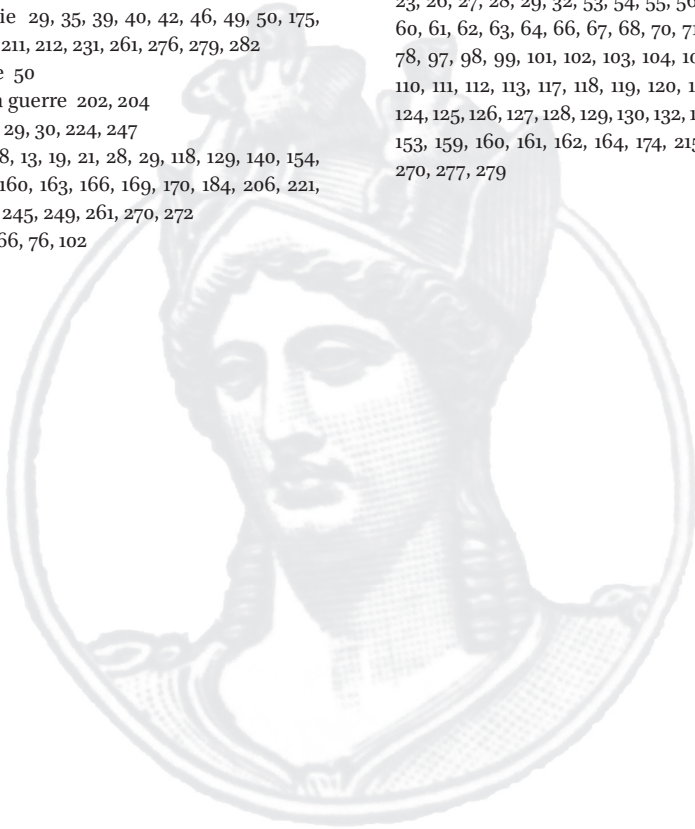 ie 29, 35, 39, 40, 42, 46, 49, 50, 175,
211, 212, 231, 261, 276, 279, 282
e 50
guerre 202, 204
29, 30, 224, 247
8, 13, 19, 21, 28, 29, 118, 129, 140, 154,
160, 163, 166, 169, 170, 184, 206, 221,
245, 249, 261, 270, 272
66, 76, 102
23, 26, 27, 28, 29, 32, 53, 54, 55,
60, 61, 62, 63, 64, 66, 67, 68, 70,
78, 97, 98, 99, 101, 102, 103, 104,
110, 111, 112, 113, 117, 118, 119, 120,
124, 125, 126, 127, 128, 129, 130, 132,
153, 159, 160, 161, 162, 164, 174,
270, 277, 279